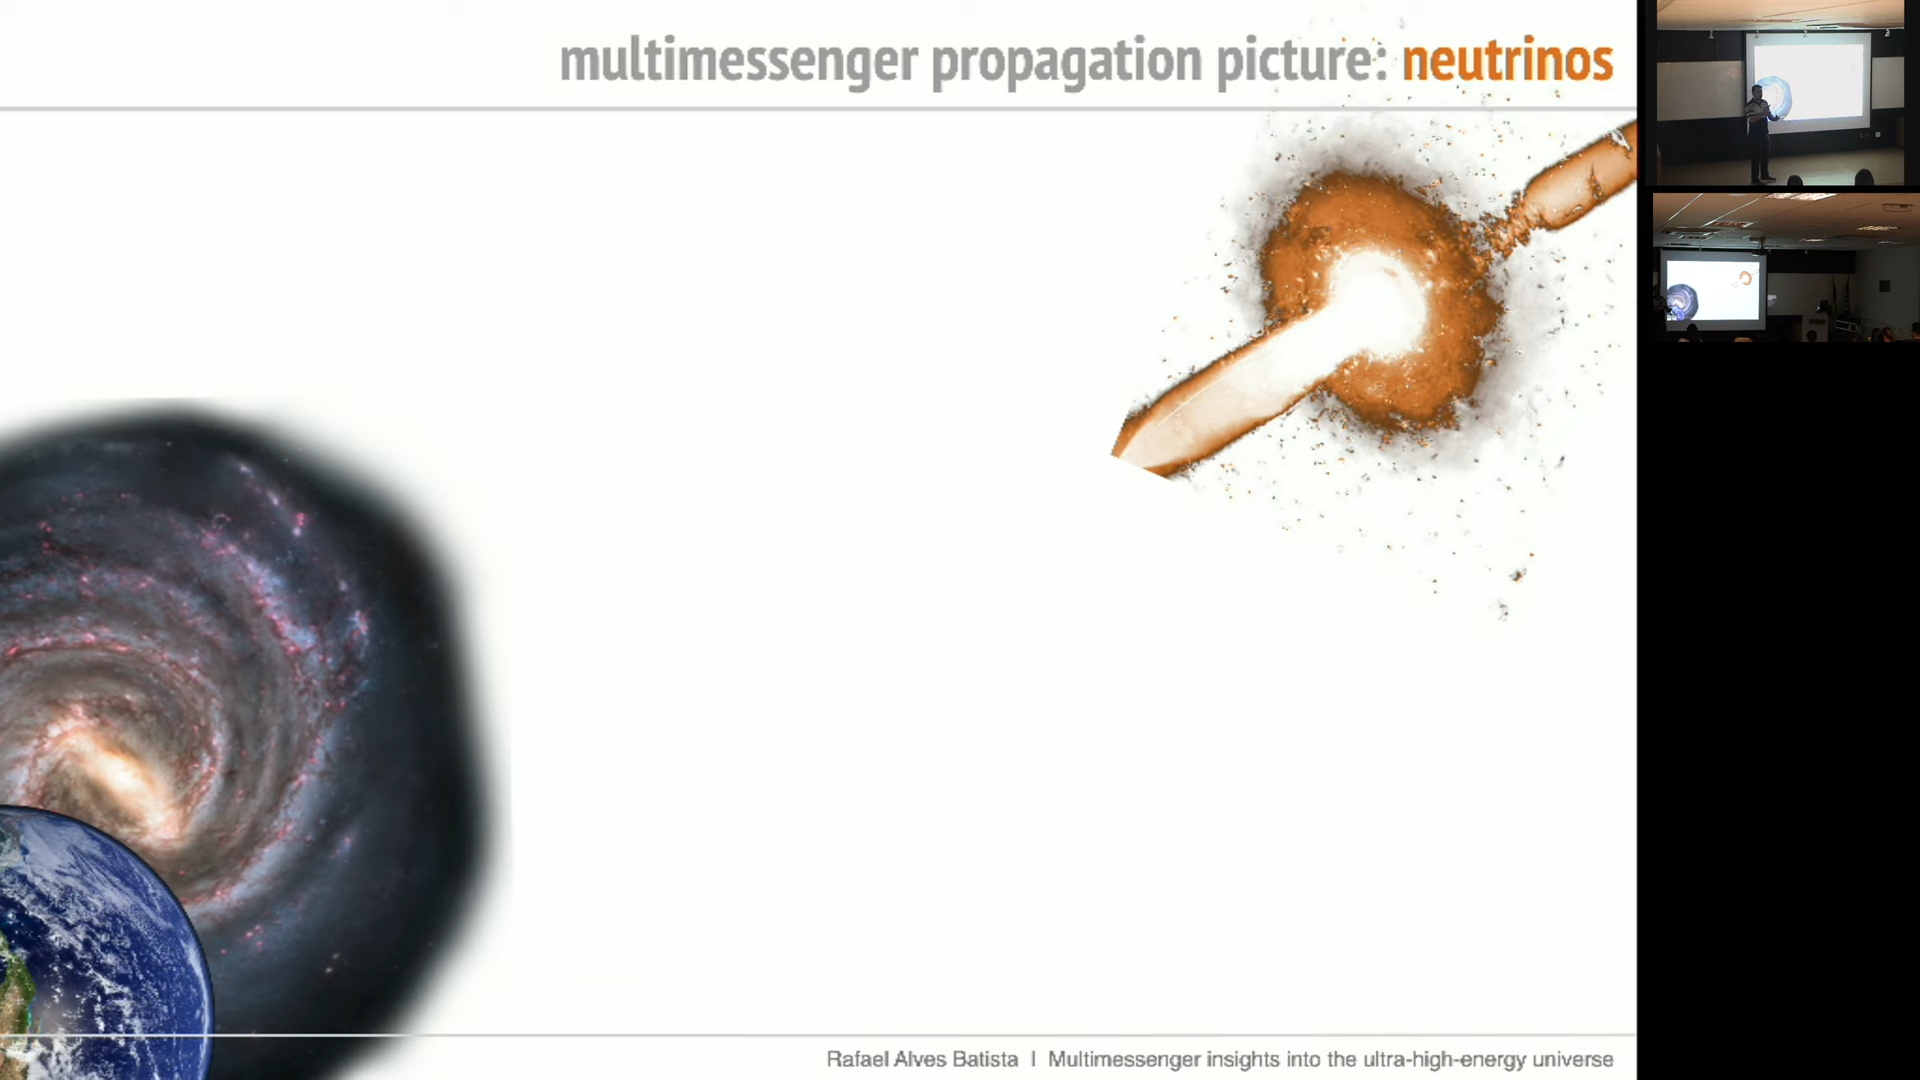 multimessenger propagation picture: neutrinos
Rafael Alves Batista | Multimessenger insights into the ultra-high-energy universe